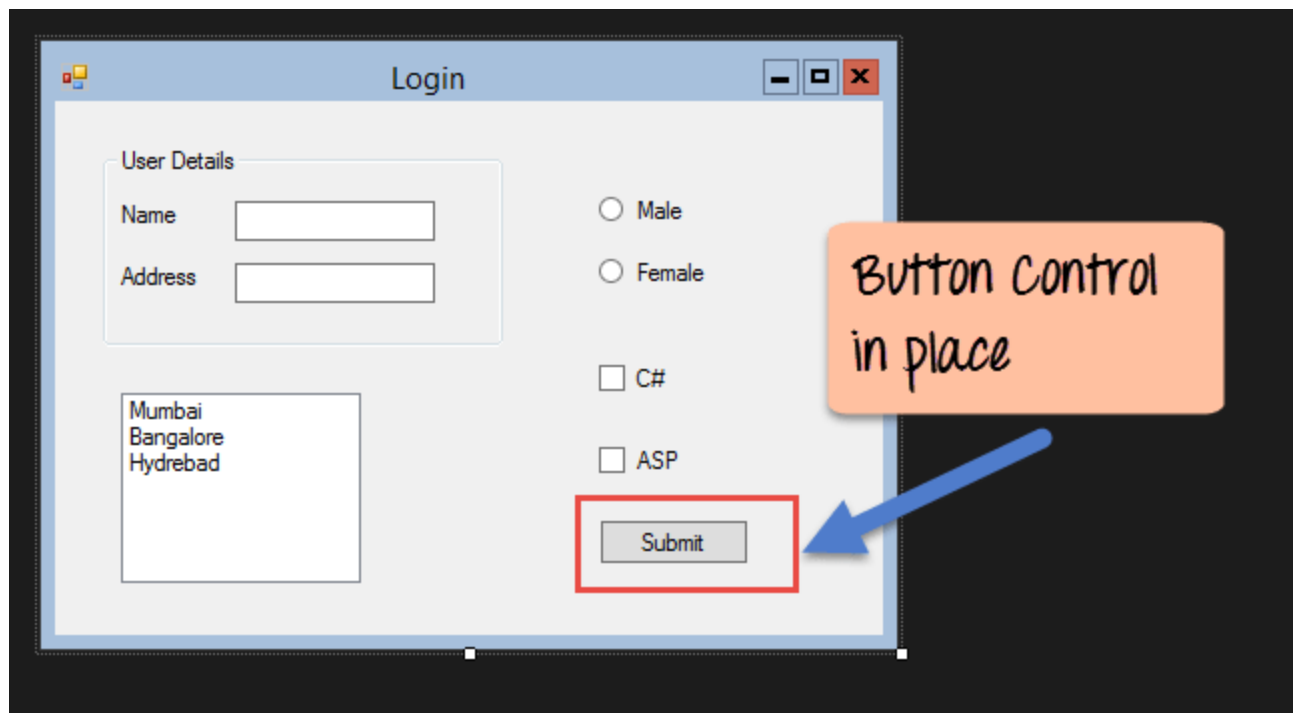 Login
User Details
Name
Address
Male
Female
Mumbai
Bangalore
Hydrebad
C#
ASP
Submit
Button Control
in place